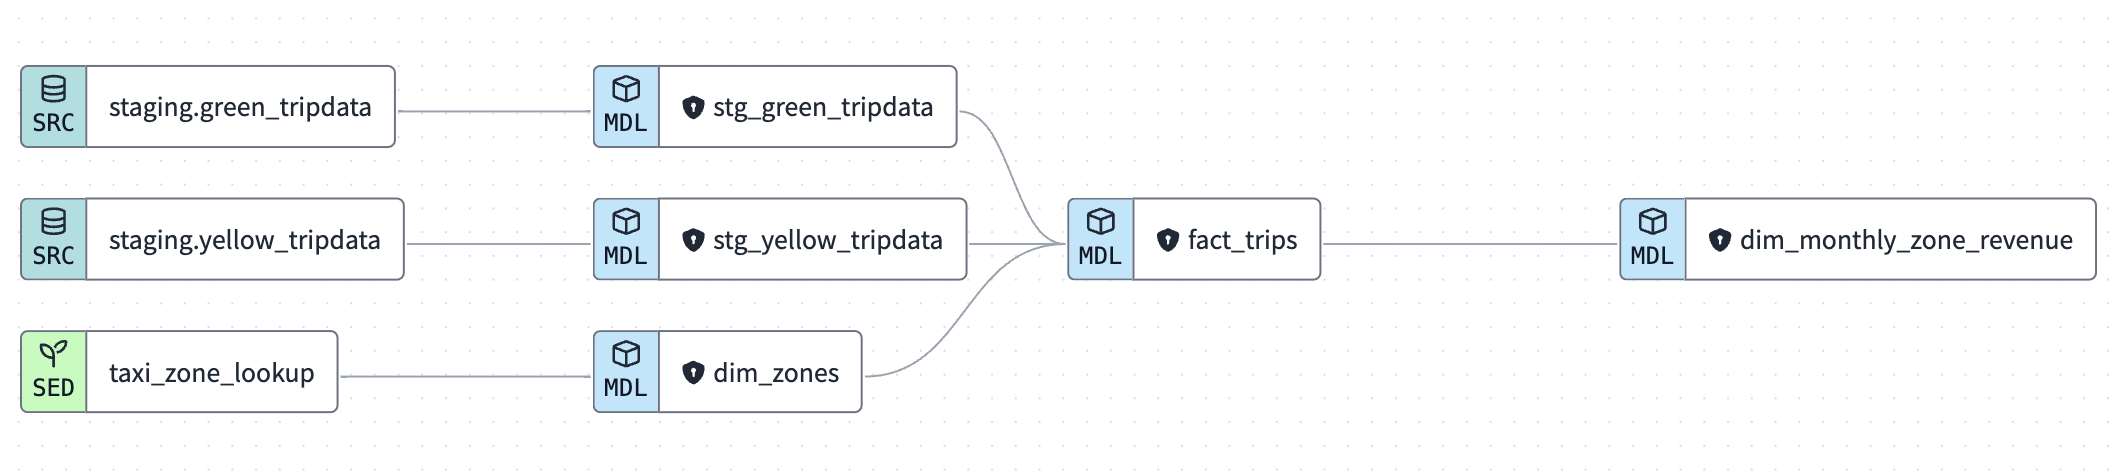 SRC staging.green_tripdata
MDL stg_green_tripdata
SRC staging.yellow_tripdata
MDL stg_yellow_tripdata
MDL fact_trips
MDL dim_monthly_zone_revenue
SED taxi_zone_lookup
MDL dim_zones